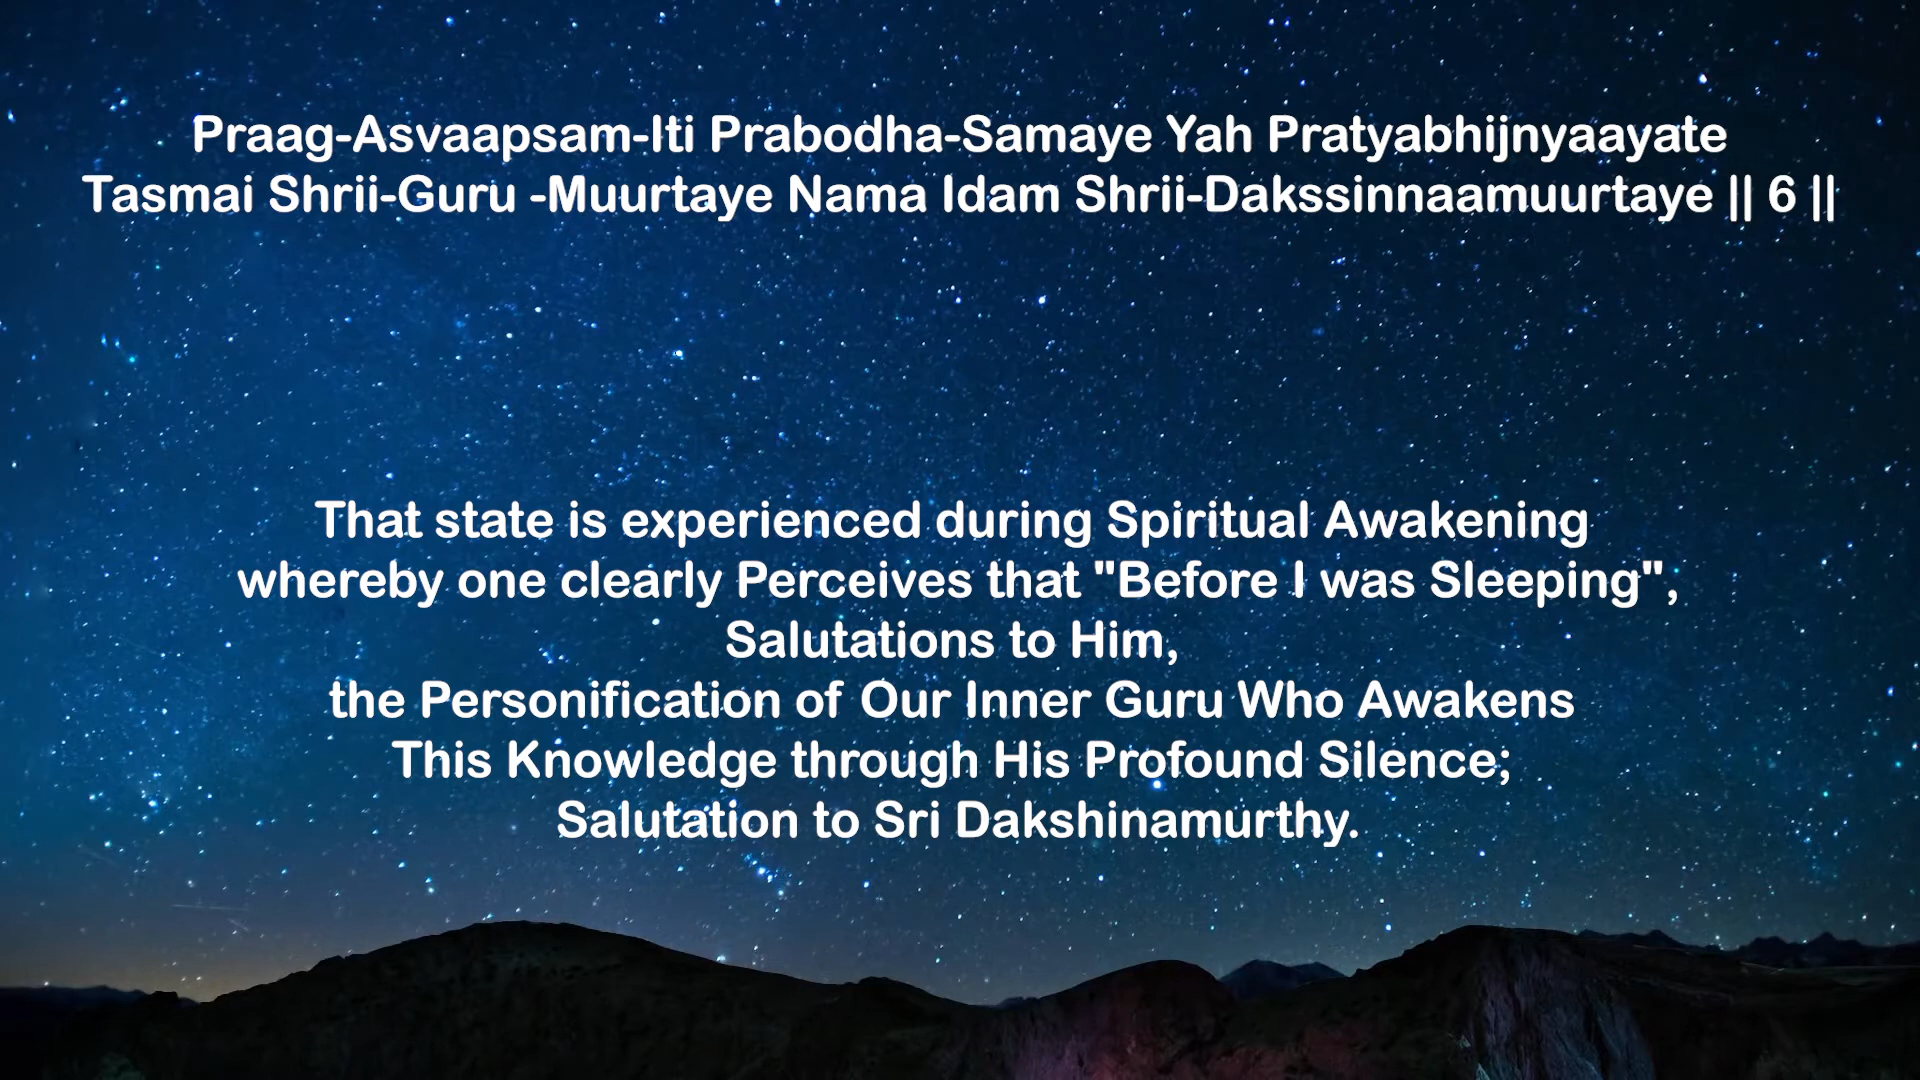 Praag-Asvaapsam-Iti Prabodha-Samaye Yah Pratyabhijnyaayate
Tasmai Shrii-Guru -Muurtaye Nama Idam Shrii-Dakssinnaamuurtaye || 6 ||
That state is experienced during Spiritual Awakening
whereby one clearly Perceives that "Before I was Sleeping",
Salutations to Him,
the Personification of Our Inner Guru Who Awakens
This Knowledge through His Profound Silence;
Salutation to Sri Dakshinamurthy.